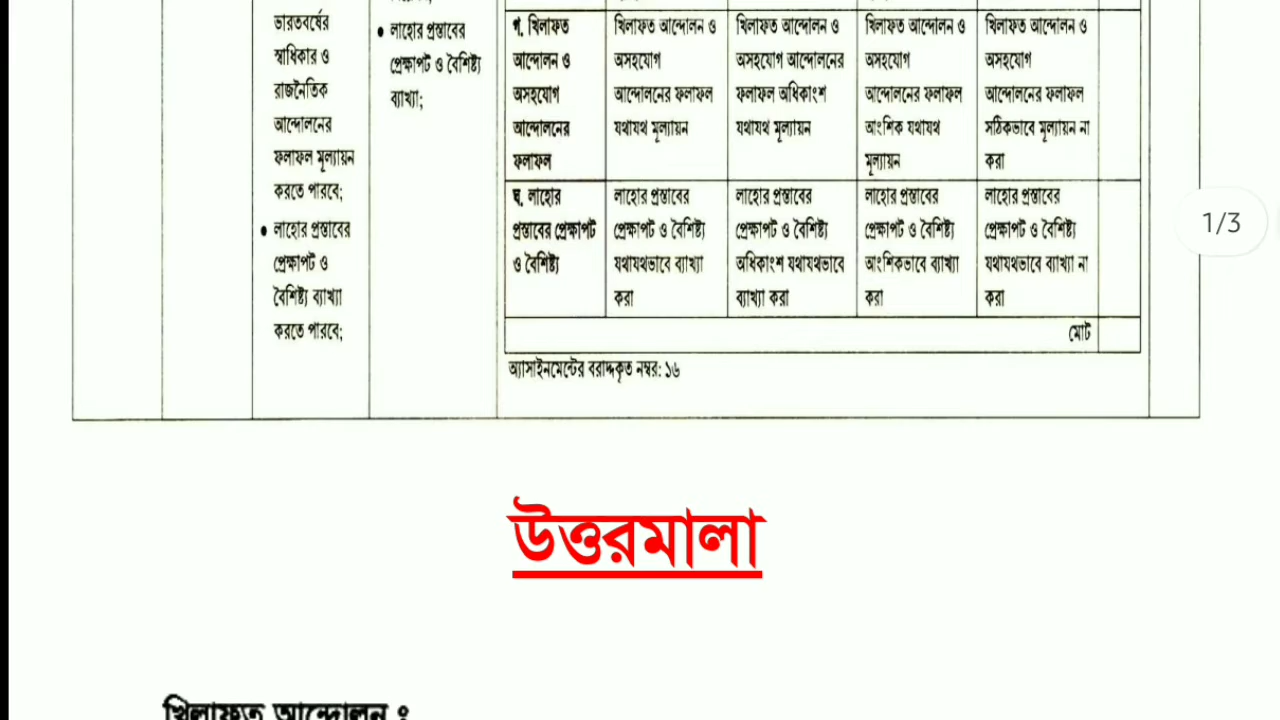 ভারতবর্ষের
স্বাধিকার ও
রাজনৈতিক
আন্দোলনের
ফলাফল মূল্যায়ন
করতে পারবে;
● লাহোর প্রস্তাবের
প্রেক্ষাপট ও
বৈশিষ্ট্য ব্যাখ্যা
করতে পারবে;
● লাহোর প্রস্তাবের
প্রেক্ষাপট ও বৈশিষ্ট্য
ব্যাখ্যা;
গ. খিলাফত
আন্দোলন ও
অসহযোগ
আন্দোলনের
ফলাফল
খিলাফত আন্দোলন ও
অসহযোগ
আন্দোলনের ফলাফল
যথাযথ মূল্যায়ন
খিলাফত আন্দোলন ও
অসহযোগ আন্দোলনের
ফলাফল অধিকাংশ
যথাযথ মূল্যায়ন
খিলাফত আন্দোলন ও
অসহযোগ
আন্দোলনের ফলাফল
আংশিক যথাযথ
মূল্যায়ন
খিলাফত আন্দোলন ও
অসহযোগ
আন্দোলনের ফলাফল
সঠিকভাবে মূল্যায়ন না
করা
ঘ. লাহোর
প্রস্তাবের প্রেক্ষাপট
ও বৈশিষ্ট্য
লাহোর প্রস্তাবের
প্রেক্ষাপট ও বৈশিষ্ট্য
যথাযথভাবে ব্যাখ্যা
করা
লাহোর প্রস্তাবের
প্রেক্ষাপট ও বৈশিষ্ট্য
অধিকাংশ যথাযথভাবে
ব্যাখ্যা করা
লাহোর প্রস্তাবের
প্রেক্ষাপট ও বৈশিষ্ট্য
আংশিকভাবে ব্যাখ্যা
করা
লাহোর প্রস্তাবের
প্রেক্ষাপট ও বৈশিষ্ট্য
যথাযথভাবে ব্যাখ্যা না
করা
মোট
অ্যাসাইনমেন্টের বরাদ্দকৃত নম্বর: ১৬
1/3
উত্তরমালা
খিলাফত আন্দোলন ঃ